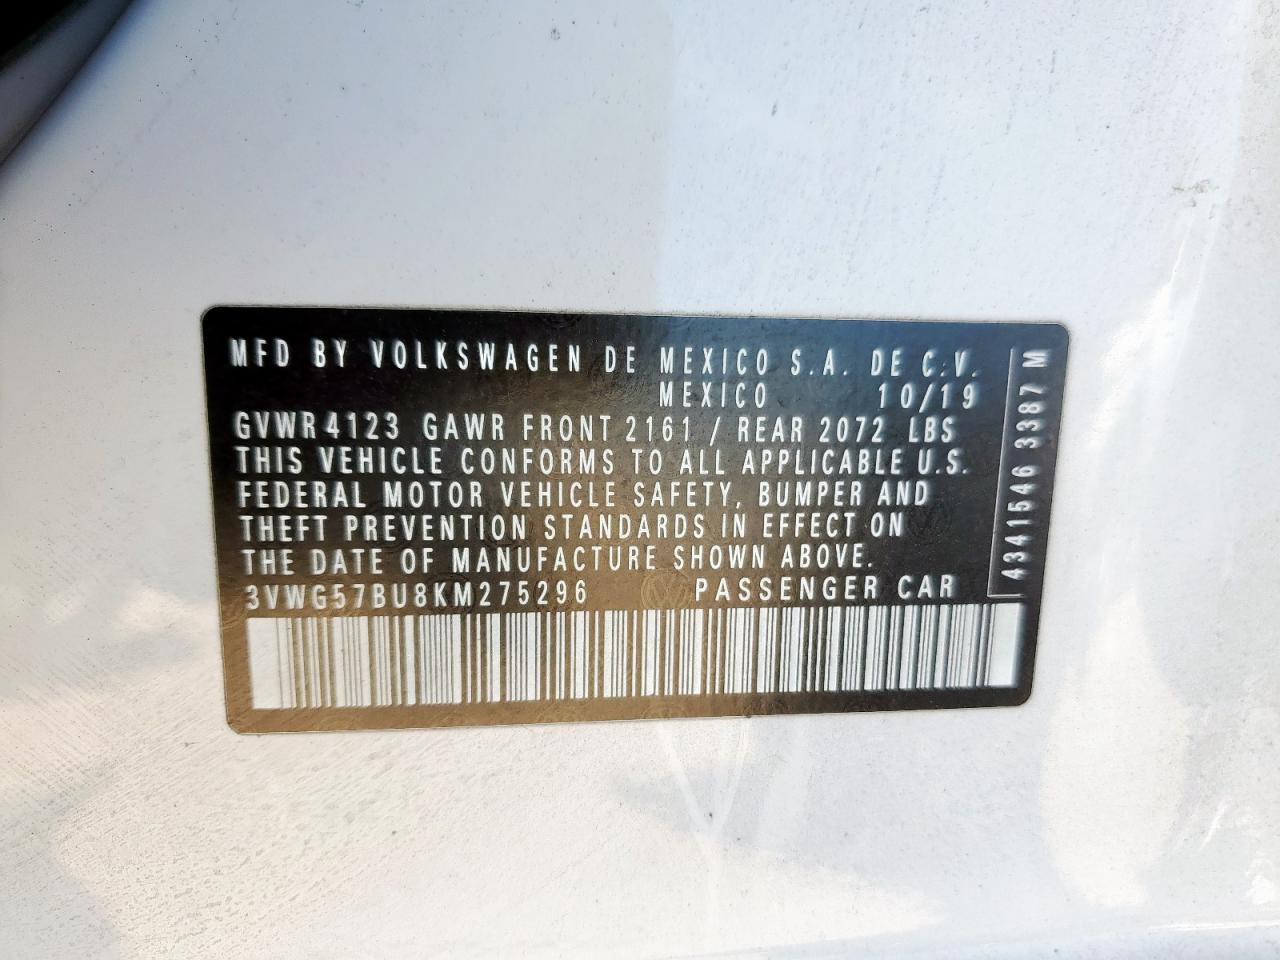 MFD BY VOLKSWAGEN DE MEXICO S.A. DE C.V.
MEXICO 10/19
GVWR 4123 GAWR FRONT 2161 / REAR 2072 LBS
THIS VEHICLE CONFORMS TO ALL APPLICABLE U.S.
FEDERAL MOTOR VEHICLE SAFETY, BUMPER AND
THEFT PREVENTION STANDARDS IN EFFECT ON
THE DATE OF MANUFACTURE SHOWN ABOVE.
3VWG57BU8KM275296 PASSENGER CAR
4341546 3387 M